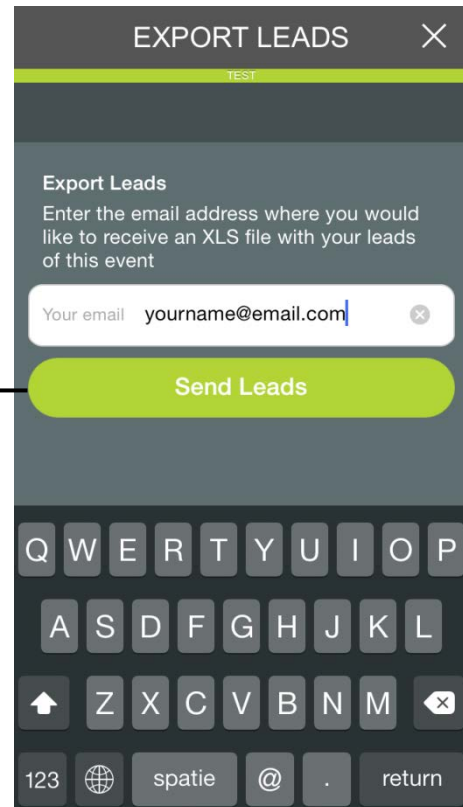 EXPORT LEADS
TEST
Export Leads
Enter the email address where you would
like to receive an XLS file with your leads
of this event
Your email yourname@email.com
Send Leads
Q W E R T Y U I O P
A S D F G H J K L
Z X C V B N M
123 spatie @ . return